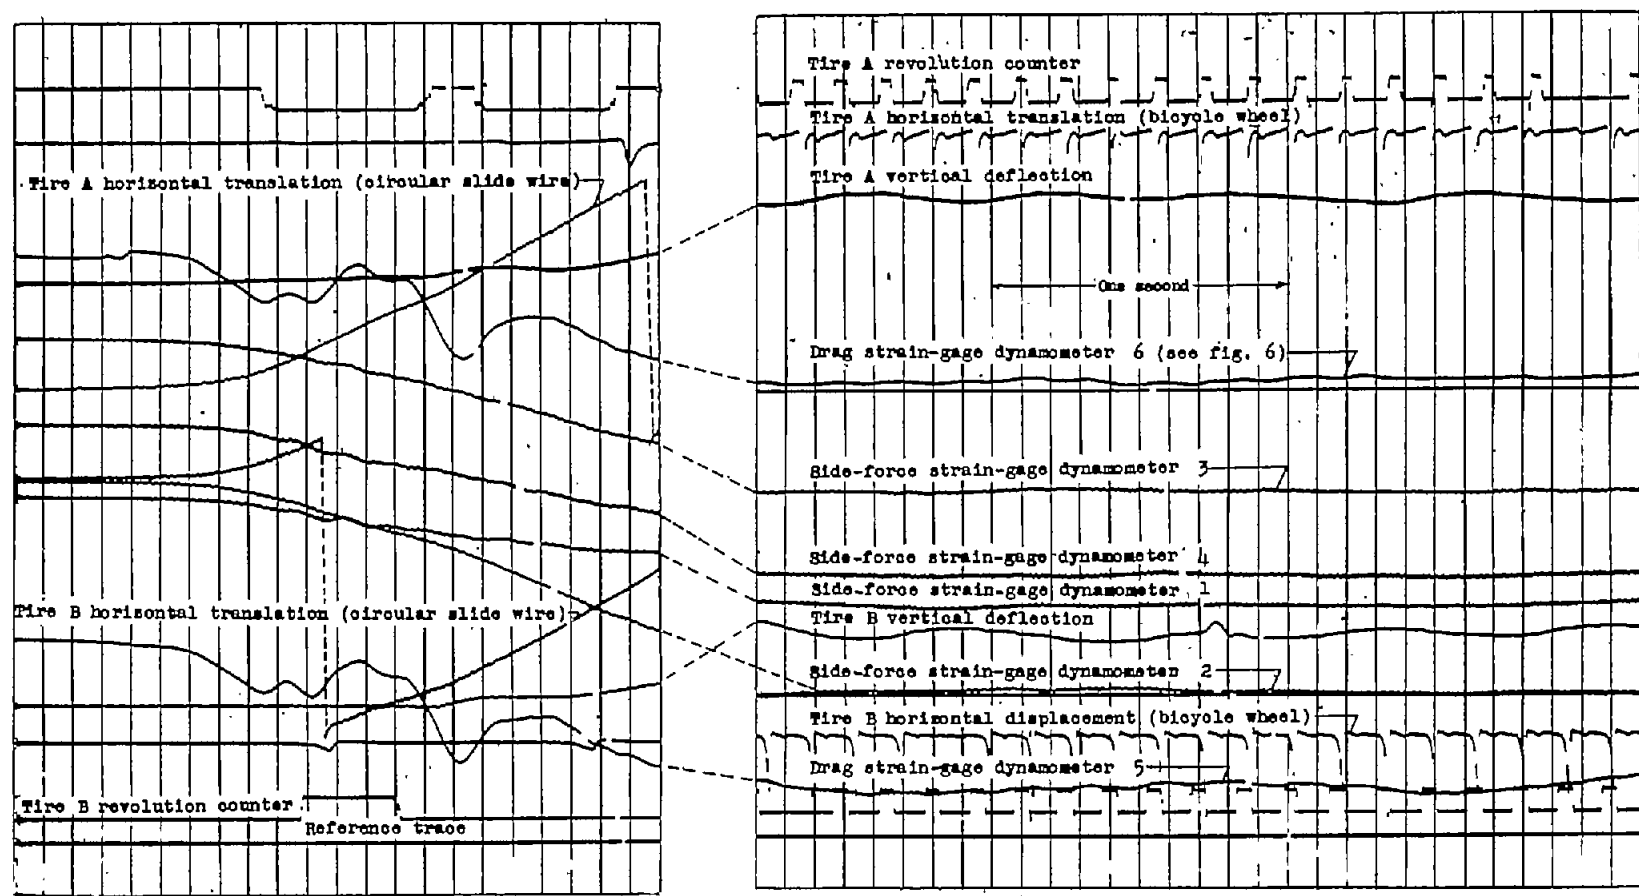 Tire A horizontal translation (circular slide wire)
Tire B horizontal translation (circular slide wire)
Tire B revolution counter
Reference trace
Tire A revolution counter
Tire A horizontal translation (bicycle wheel)
Tire A vertical deflection
One second
Drag strain-gage dynamometer 6 (see fig. 6)
Side-force strain-gage dynamometer 3
Side-force strain-gage dynamometer 4
Side-force strain-gage dynamometer 1
Tire B vertical deflection
Side-force strain-gage dynamometer 2
Tire B horizontal displacement (bicycle wheel)
Drag strain-gage dynamometer 5